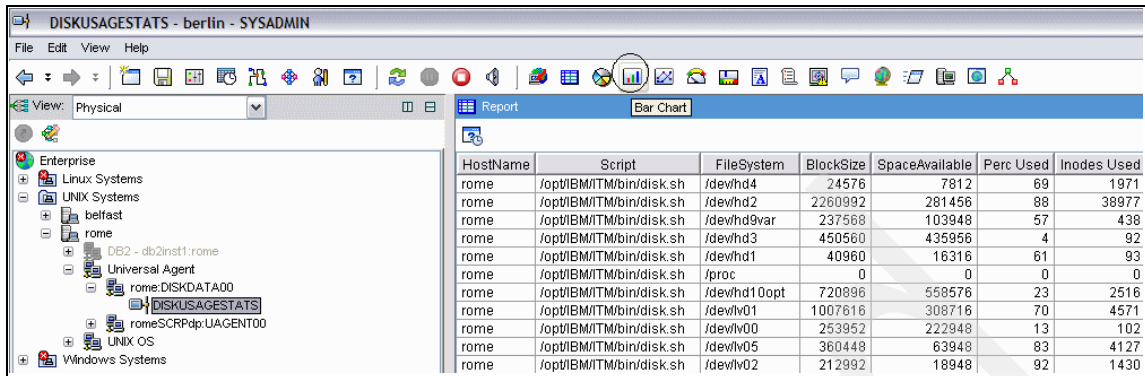 DISKUSAGESTATS - berlin - SYSADMIN
File Edit View Help
View: Physical
Report
Bar Chart
Enterprise
Linux Systems
UNIX Systems
belfast
rome
DB2 - db2inst1:rome
Universal Agent
rome:DISKDATA00
DISKUSAGESTATS
romeSCRPdp:UAGENT00
UNIX OS
Windows Systems
HostName Script FileSystem BlockSize SpaceAvailable Perc Used Inodes Used
rome /opt/IBM/ITM/bin/disk.sh /dev/hd4 24576 7812 69 1971
rome /opt/IBM/ITM/bin/disk.sh /dev/hd2 2260992 281456 88 38977
rome /opt/IBM/ITM/bin/disk.sh /dev/hd9var 237568 103948 57 438
rome /opt/IBM/ITM/bin/disk.sh /dev/hd3 450560 435956 4 92
rome /opt/IBM/ITM/bin/disk.sh /dev/hd1 40960 16316 61 93
rome /opt/IBM/ITM/bin/disk.sh /proc 0 0 0 0
rome /opt/IBM/ITM/bin/disk.sh /dev/hd10opt 720896 558576 23 2516
rome /opt/IBM/ITM/bin/disk.sh /dev/lv01 1007616 308716 70 4571
rome /opt/IBM/ITM/bin/disk.sh /dev/lv00 253952 222948 13 102
rome /opt/IBM/ITM/bin/disk.sh /dev/lv05 360448 63948 83 4127
rome /opt/IBM/ITM/bin/disk.sh /dev/lv02 212992 18948 92 1430